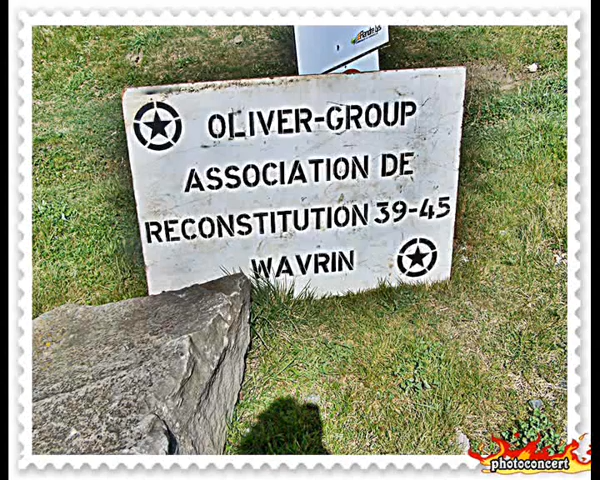 OLIVER-GROUP
ASSOCIATION DE
RECONSTITUTION 39-45
WAVRIN
photoconcert